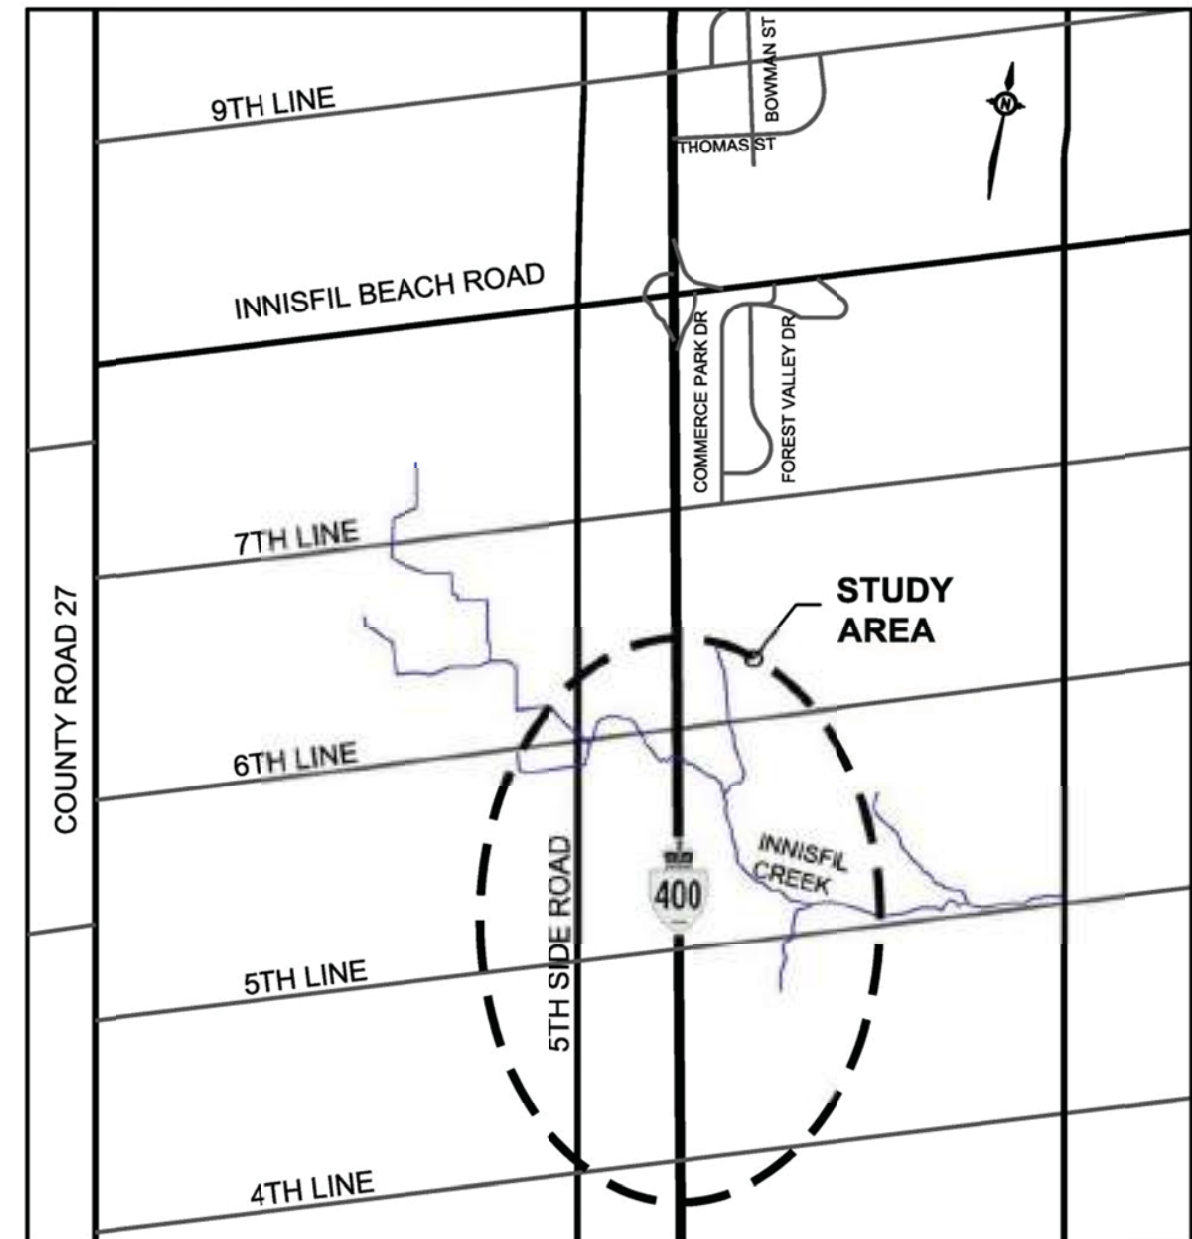 BOWMAN ST
9TH LINE
N
THOMAS ST
INNISFIL BEACH ROAD
COMMERCE PARK DR
FOREST VALLEY DR
7TH LINE
STUDY
AREA
COUNTY ROAD 27
6TH LINE
INNISFIL
CREEK
400
5TH SIDE ROAD
5TH LINE
4TH LINE